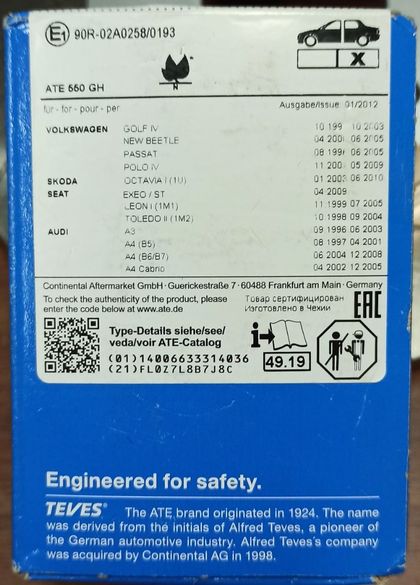 E1 90R-02A0258/0193
X
N
ATE 550 GH
für - for - pour - per Ausgabe/Issue 01/2012
VOLKSWAGEN GOLF IV 10 199 10 2003
NEW BEETLE 04 200 06 2005
PASSAT 08 199 06 2005
POLO IV 11 200 05 2009
SKODA OCTAVIA I (1U) 01 2003 06 2010
SEAT EXEO / ST 04 2009
LEON I (1M1) 11 1999 07 2005
TOLEDO II (1M2) 10 1998 09 2004
AUDI A3 09 1996 06 2003
A4 (B5) 08 1997 04 2001
A4 (B6/B7) 06 2004 12 2008
A4 Cabrio 04 2002 12 2005
Continental Aftermarket GmbH · Guerickestraße 7 · 60488 Frankfurt am Main · Germany
To check the authenticity of the product, please
enter the code below at www.ate.de.
Товар сертифицирован
Изготовлено в Чехии
EAC
Type-Details siehe/see/
veda/voir ATE-Catalog
(01)14006633314036
(21)FL0Z7L8B7J8C
i
49.19
Engineered for safety.
TEVES® The ATE brand originated in 1924. The name
was derived from the initials of Alfred Teves, a pioneer of
the German automotive industry. Alfred Teves´s company
was acquired by Continental AG in 1998.